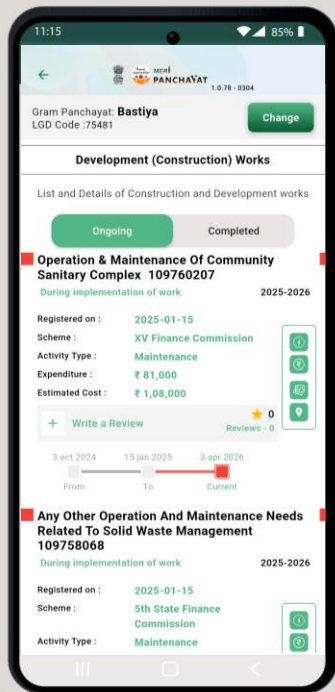 11:15
85%
MERI
PANCHAYAT
1.0.78 - 0304
Gram Panchayat: Bastiya
LGD Code :75481
Change
Development (Construction) Works
List and Details of Construction and Development works
Ongoing
Completed
Operation & Maintenance Of Community
Sanitary Complex 109760207
During implementation of work
2025-2026
Registered on : 2025-01-15
Scheme : XV Finance Commission
Activity Type : Maintenance
Expenditure : ₹ 81,000
Estimated Cost : ₹ 1,08,000
+ Write a Review
0
Reviews - 0
3 oct 2024 15 jan 2025 3 apr 2026
From To Current
Any Other Operation And Maintenance Needs
Related To Solid Waste Management
109758068
During implementation of work
2025-2026
Registered on : 2025-01-15
Scheme : 5th State Finance
Commission
Activity Type : Maintenance